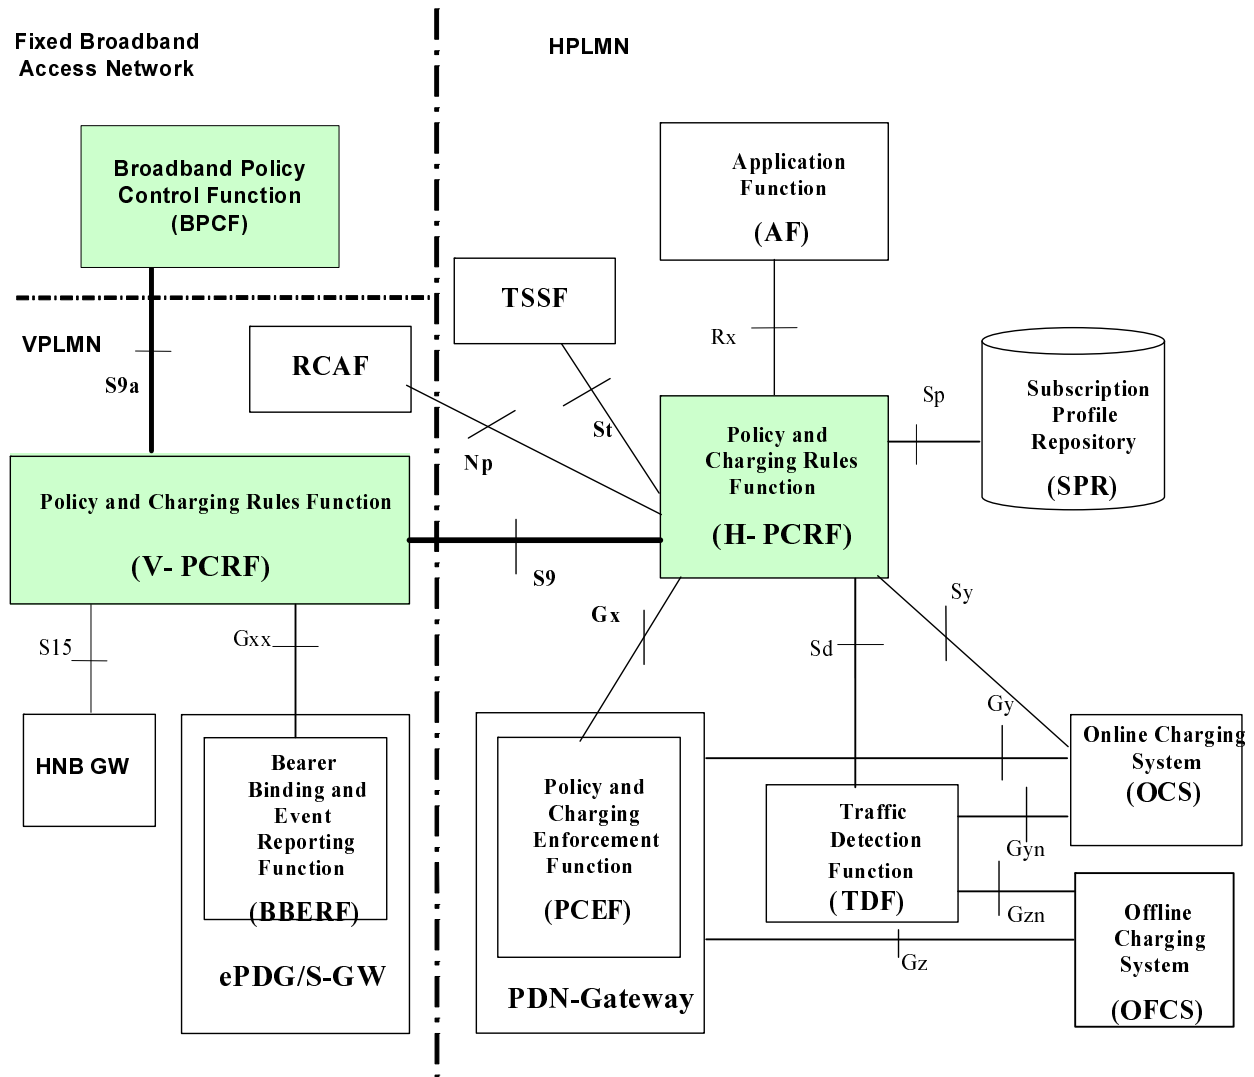 Fixed Broadband
Access Network
HPLMN
Broadband Policy
Control Function
(BPCF)
Application
Function
(AF)
TSSF
VPLMN
RCAF
S9a
Rx
Sp
Subscription
Profile
Repository
(SPR)
St
Np
Policy and
Charging Rules
Function
(H- PCRF)
Policy and Charging Rules Function
(V- PCRF)
S9
Gx
Sy
S15
Gxx
Sd
Gy
HNB GW
Bearer
Binding and
Event
Reporting
Function
(BBERF)
ePDG/S-GW
Policy and
Charging
Enforcement
Function
(PCEF)
PDN-Gateway
Traffic
Detection
Function
(TDF)
Online Charging
System
(OCS)
Gyn
Gzn
Gz
Offline
Charging
System
(OFCS)